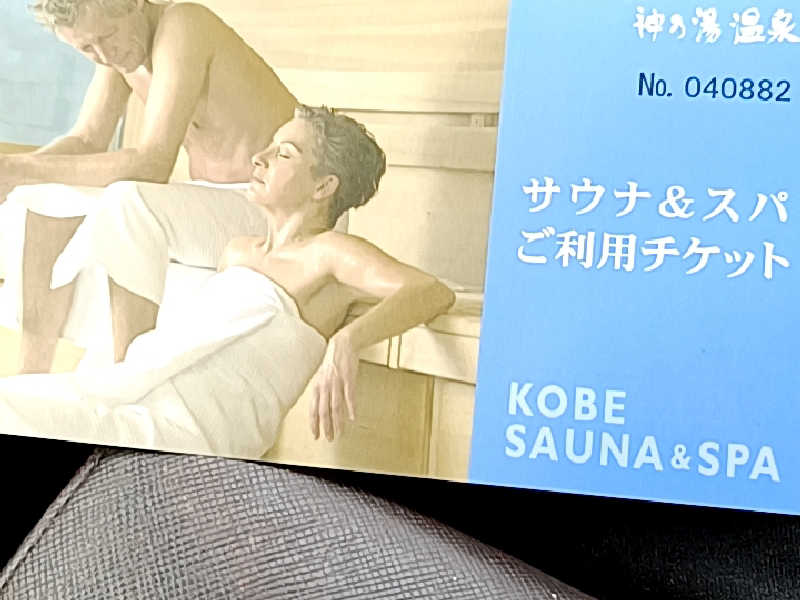 神乃湯温泉
No. 040882
サウナ&スパ
ご利用チケット
KOBE
SAUNA&SPA